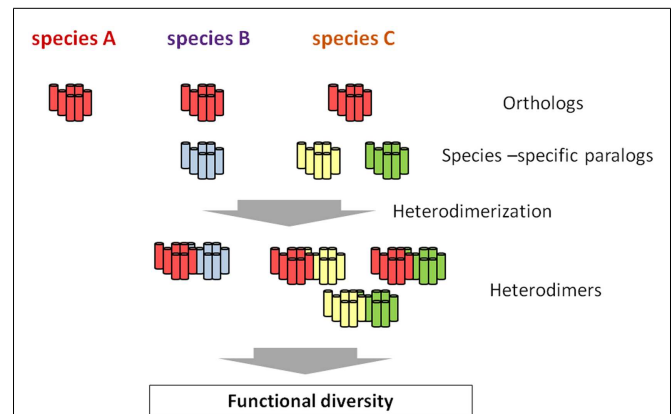 species A species B species C
Orthologs
Species –specific paralogs
Heterodimerization
Heterodimers
Functional diversity